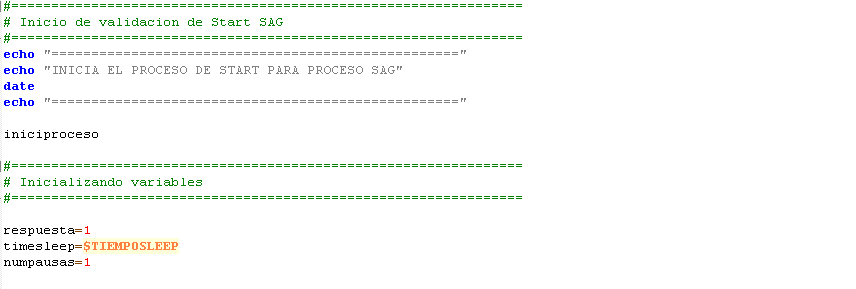 #================================================================
# Inicio de validacion de Start SAG
#================================================================
echo "==================================================="
echo "INICIA EL PROCESO DE START PARA PROCESO SAG"
date
echo "==================================================="
iniciproceso
#================================================================
# Inicializando variables
#================================================================
respuesta=1
timesleep=$TIEMPOSLEEP
numpausas=1